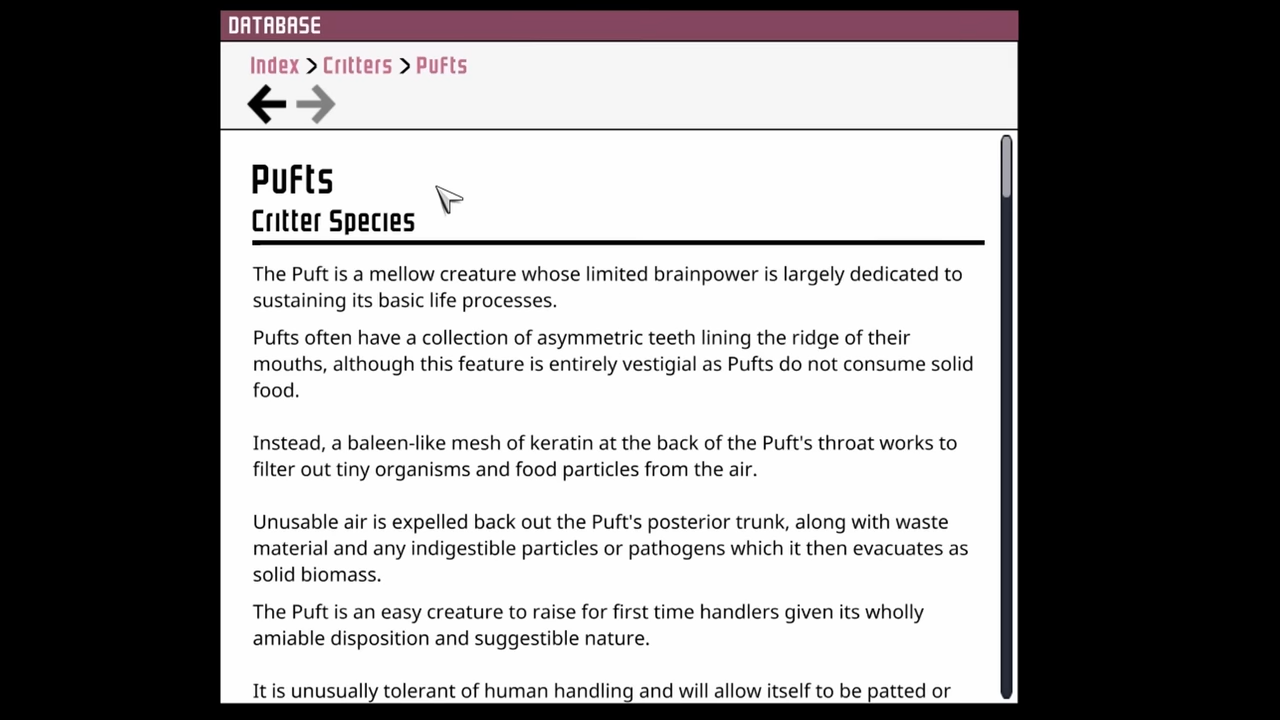 DATABASE
Index > Critters > Pufts
Pufts
Critter Species
The Puft is a mellow creature whose limited brainpower is largely dedicated to
sustaining its basic life processes.
Pufts often have a collection of asymmetric teeth lining the ridge of their
mouths, although this feature is entirely vestigial as Pufts do not consume solid
food.
Instead, a baleen-like mesh of keratin at the back of the Puft's throat works to
filter out tiny organisms and food particles from the air.
Unusable air is expelled back out the Puft's posterior trunk, along with waste
material and any indigestible particles or pathogens which it then evacuates as
solid biomass.
The Puft is an easy creature to raise for first time handlers given its wholly
amiable disposition and suggestible nature.
It is unusually tolerant of human handling and will allow itself to be patted or